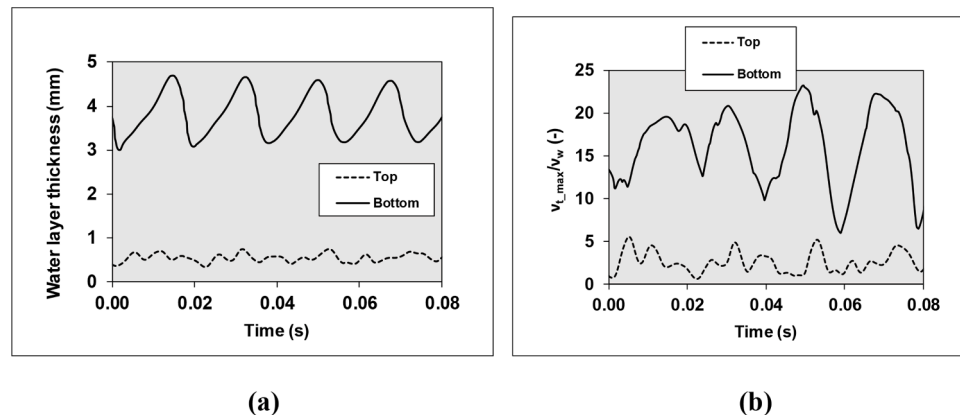 Water layer thickness (mm)
5
4
3
2
1
0
0.00 0.02 0.04 0.06 0.08
Time (s)
Top
Bottom
(a)
Top
Bottom
v_t_max/v_w (-)
25
20
15
10
5
0
0.00 0.02 0.04 0.06 0.08
Time (s)
(b)